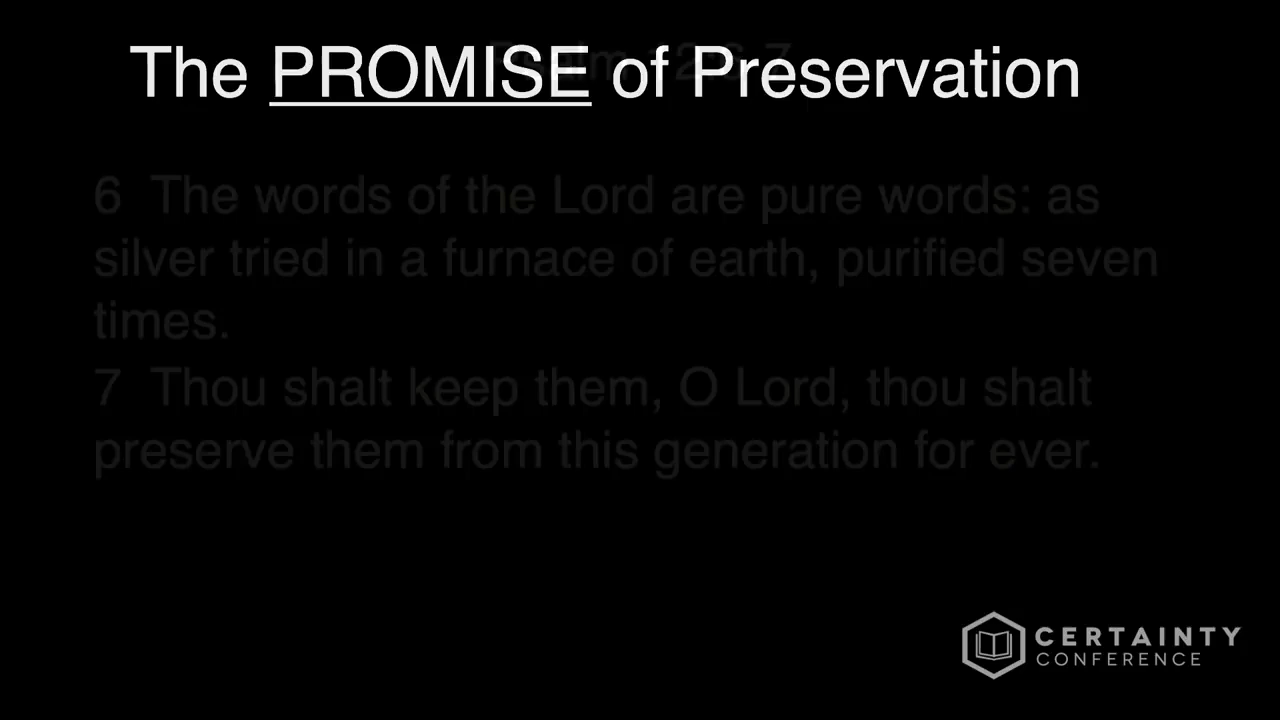 The PROMISE of Preservation
6 The words of the Lord are pure words: as
silver tried in a furnace of earth, purified seven
times.
7 Thou shalt keep them, O Lord, thou shalt
preserve them from this generation for ever.
CERTAINTY
CONFERENCE